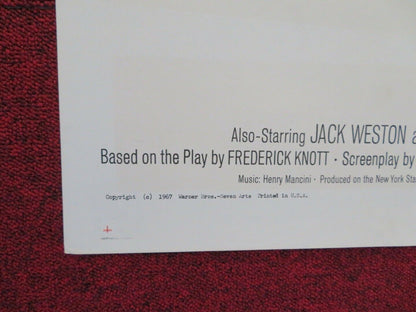 Also-Starring JACK WESTON
Based on the Play by FREDERICK KNOTT · Screenplay by
Music: Henry Mancini · Produced on the New York Sta
Copyright (c) 1967 Warner Bros.-Seven Arts Printed in U.S.A.